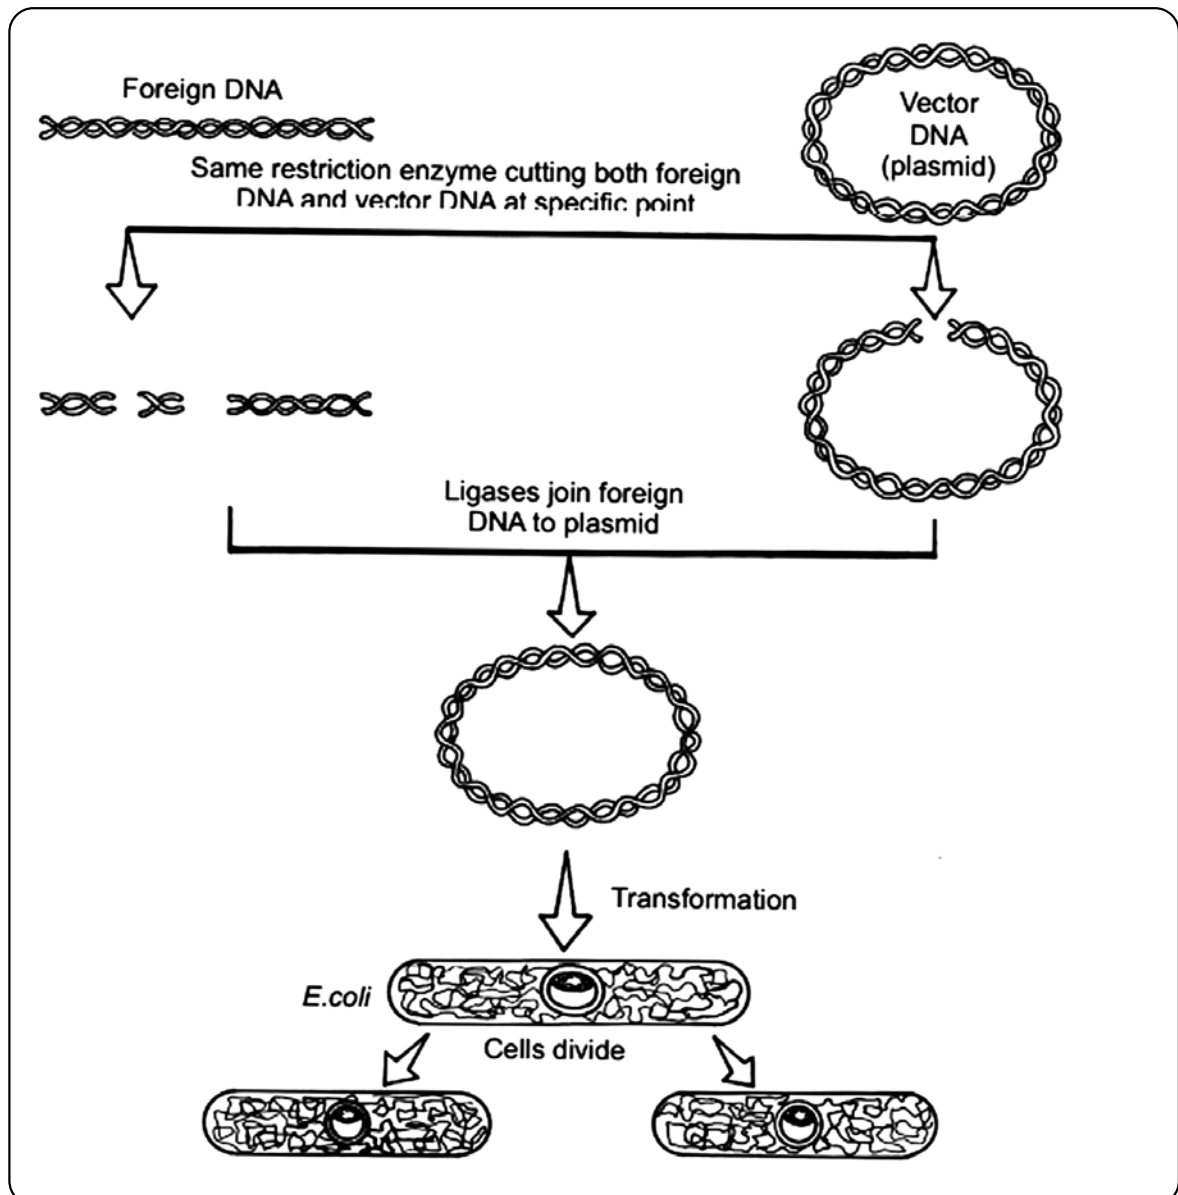 Foreign DNA
Vector
DNA
(plasmid)
Same restriction enzyme cutting both foreign
DNA and vector DNA at specific point
Ligases join foreign
DNA to plasmid
Transformation
E.coli
Cells divide